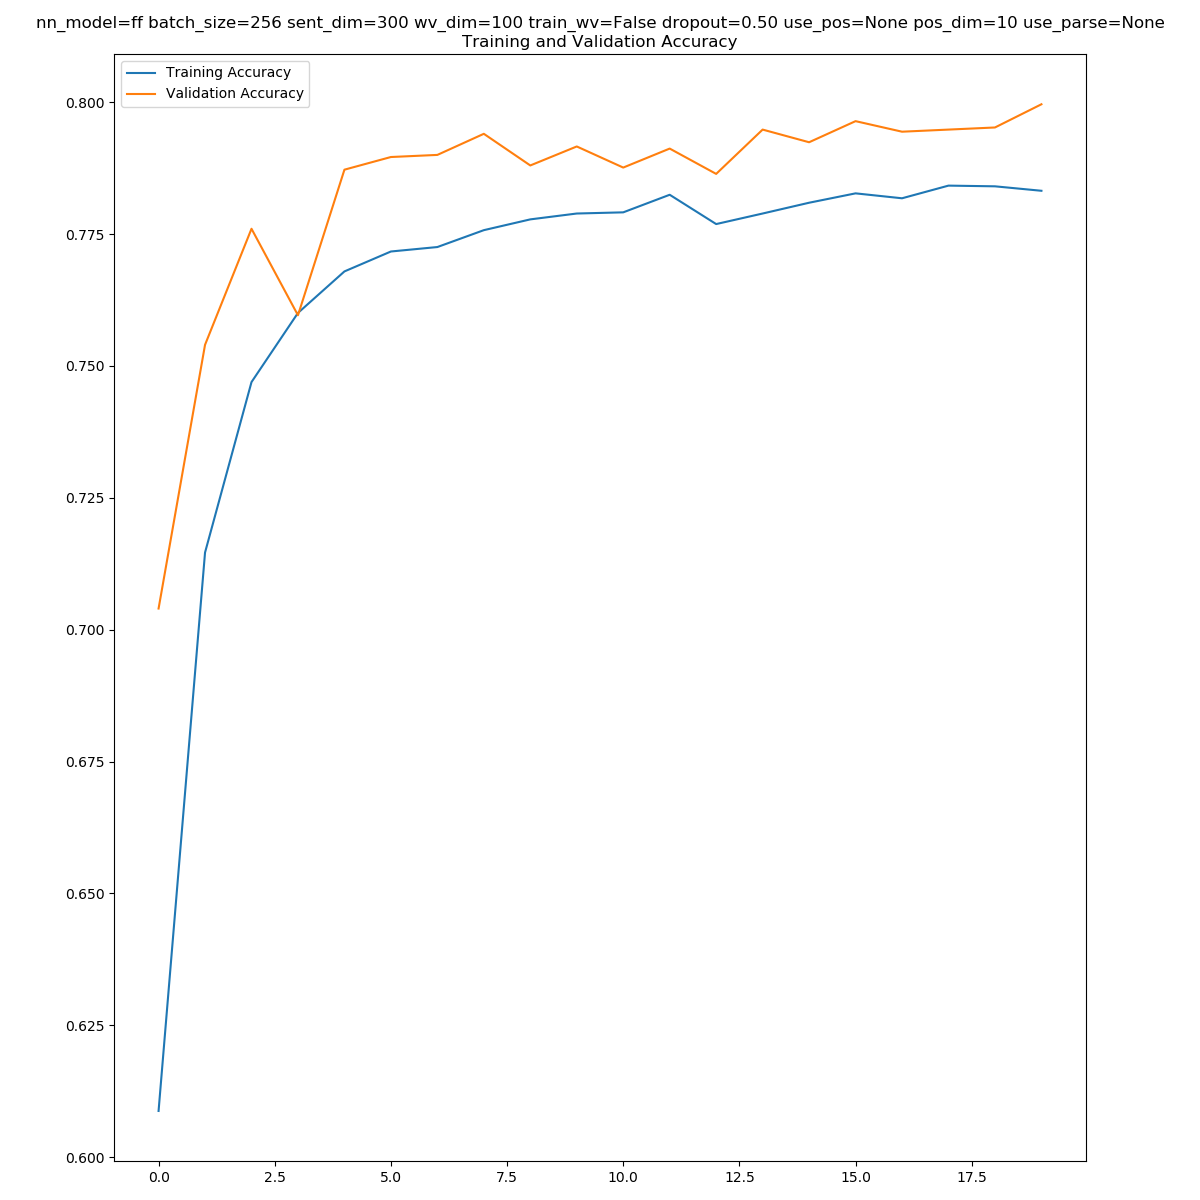 nn_model=ff batch_size=256 sent_dim=300 wv_dim=100 train_wv=False dropout=0.50 use_pos=None pos_dim=10 use_parse=None
Training and Validation Accuracy
Training Accuracy
Validation Accuracy
0.800
0.775
0.750
0.725
0.700
0.675
0.650
0.625
0.600
0.0 2.5 5.0 7.5 10.0 12.5 15.0 17.5